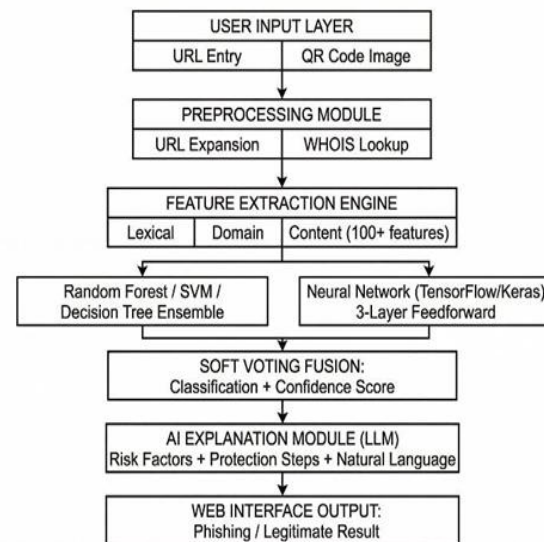 USER INPUT LAYER
URL Entry
QR Code Image
PREPROCESSING MODULE
URL Expansion
WHOIS Lookup
FEATURE EXTRACTION ENGINE
Lexical
Domain
Content (100+ features)
Random Forest / SVM /
Decision Tree Ensemble
Neural Network (TensorFlow/Keras)
3-Layer Feedforward
SOFT VOTING FUSION:
Classification + Confidence Score
AI EXPLANATION MODULE (LLM)
Risk Factors + Protection Steps + Natural Language
WEB INTERFACE OUTPUT:
Phishing / Legitimate Result